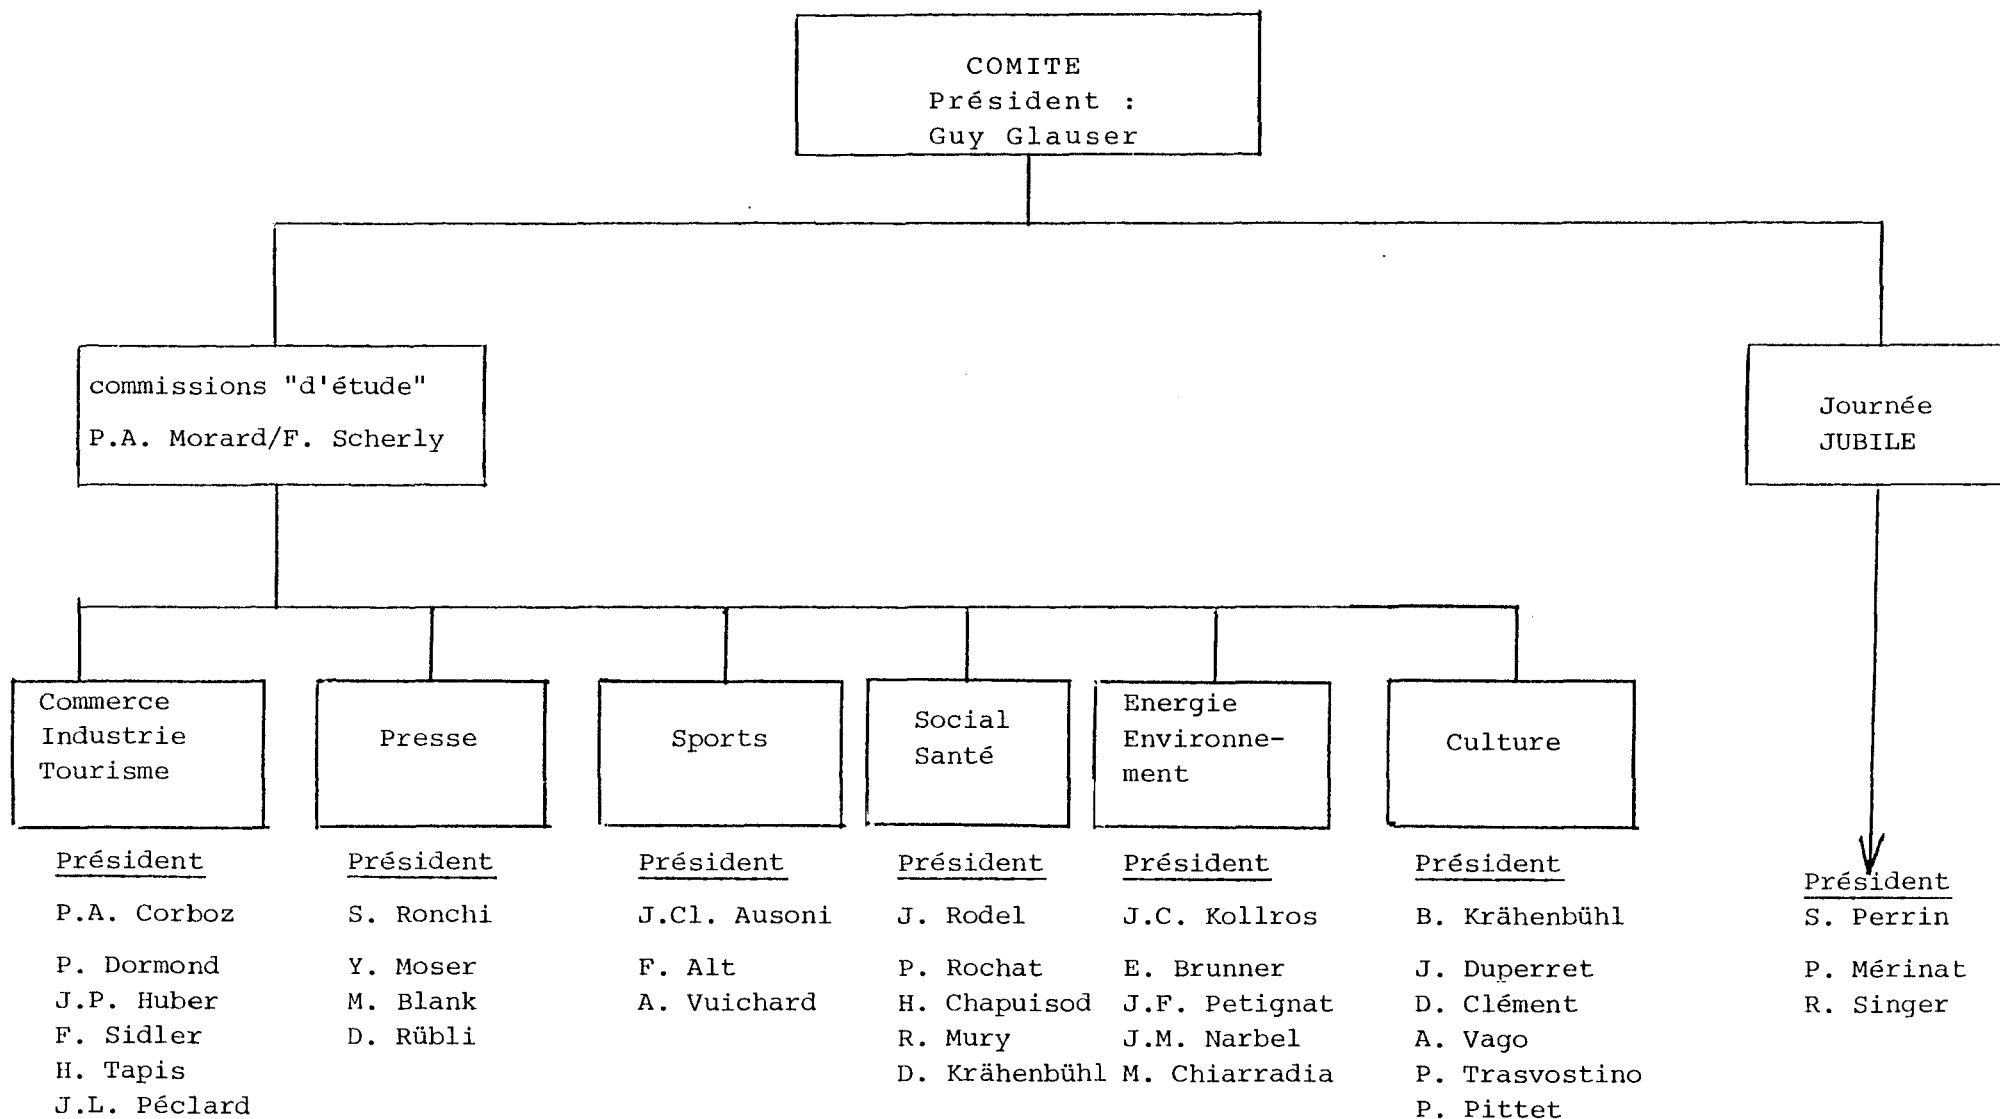 COMITE
Président :
Guy Glauser
commissions "d'étude"
P.A. Morard/F. Scherly
Journée
JUBILE
Commerce
Industrie
Tourisme
Presse
Sports
Social
Santé
Energie
Environne-
ment
Culture
Président
P.A. Corboz
P. Dormond
J.P. Huber
F. Sidler
H. Tapis
J.L. Péclard
Président
S. Ronchi
Y. Moser
M. Blank
D. Rübli
Président
J.Cl. Ausoni
F. Alt
A. Vuichard
Président
J. Rodel
P. Rochat
H. Chapuisod
R. Mury
D. Krähenbühl
Président
J.C. Kollros
E. Brunner
J.F. Petignat
J.M. Narbel
M. Chiarradia
Président
B. Krähenbühl
J. Duperret
D. Clément
A. Vago
P. Trasvostino
P. Pittet
Président
S. Perrin
P. Mérinat
R. Singer